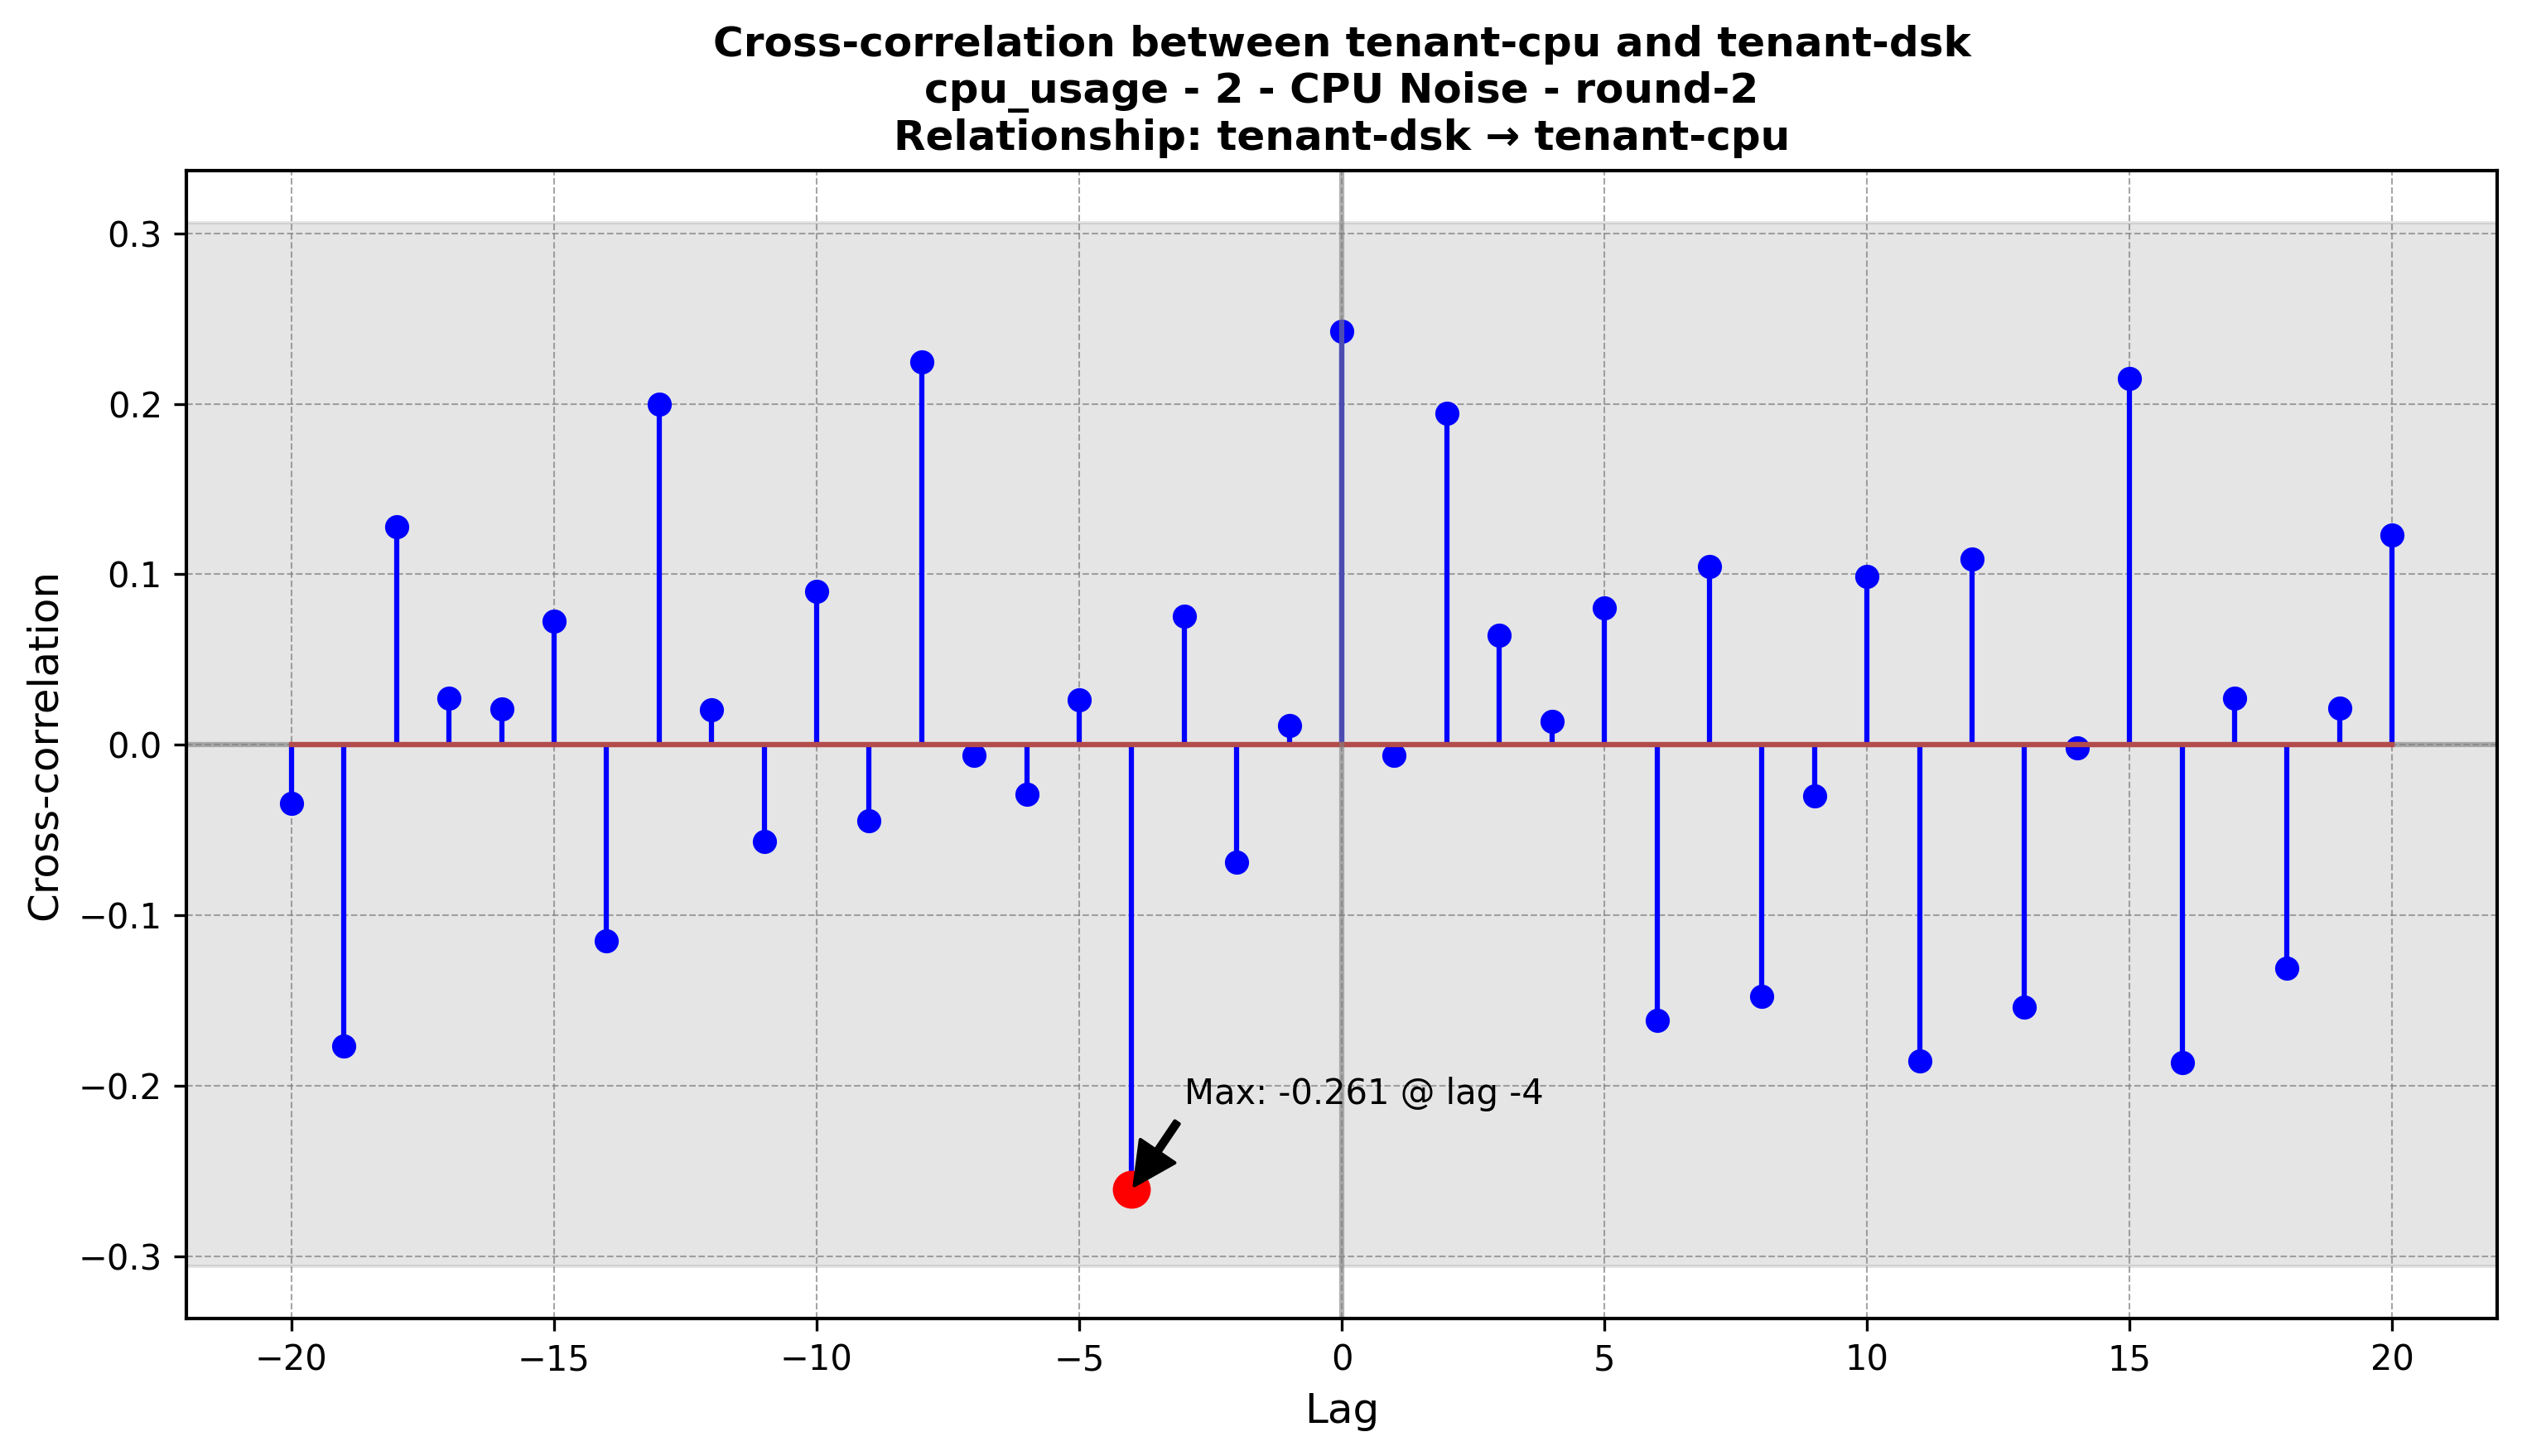 Cross-correlation between tenant-cpu and tenant-dsk
cpu_usage - 2 - CPU Noise - round-2
Relationship: tenant-dsk → tenant-cpu
Cross-correlation
0.3
0.2
0.1
0.0
−0.1
−0.2
−0.3
Max: -0.261 @ lag -4
−20 −15 −10 −5 0 5 10 15 20
Lag